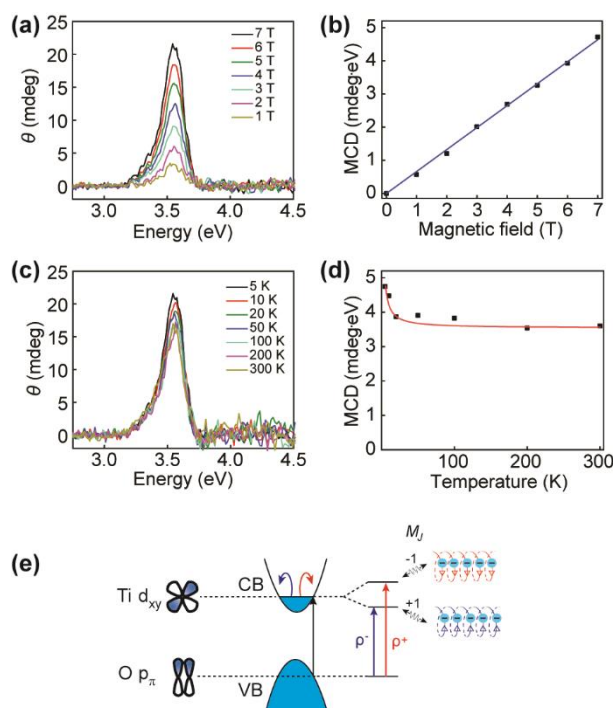 (a)
θ (mdeg)
25
20
15
10
5
0
7 T
6 T
5 T
4 T
3 T
2 T
1 T
3.0
3.5
4.0
4.5
Energy (eV)
(b)
MCD (mdeg·eV)
5
4
3
2
1
0
0 1 2 3 4 5 6 7
Magnetic field (T)
(c)
θ (mdeg)
25
20
15
10
5
0
5 K
10 K
20 K
50 K
100 K
200 K
300 K
3.0
3.5
4.0
4.5
Energy (eV)
(d)
MCD (mdeg·eV)
5
4
3
2
1
0
100
200
300
Temperature (K)
(e)
M_J
-1
CB
Ti d_xy
+1
ρ⁻
ρ⁺
O p_π
VB